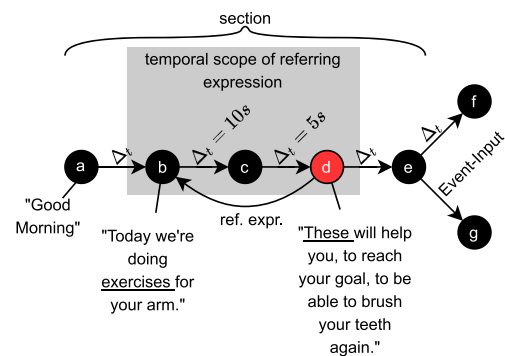 section
temporal scope of referring
expression
Δt
Δt = 10s
Δt = 5s
Δt
Δt
Event-Input
a
b
c
d
e
f
g
ref. expr.
"Good
Morning"
"Today we're
doing
exercises for
your arm."
"These will help
you, to reach
your goal, to be
able to brush
your teeth
again."